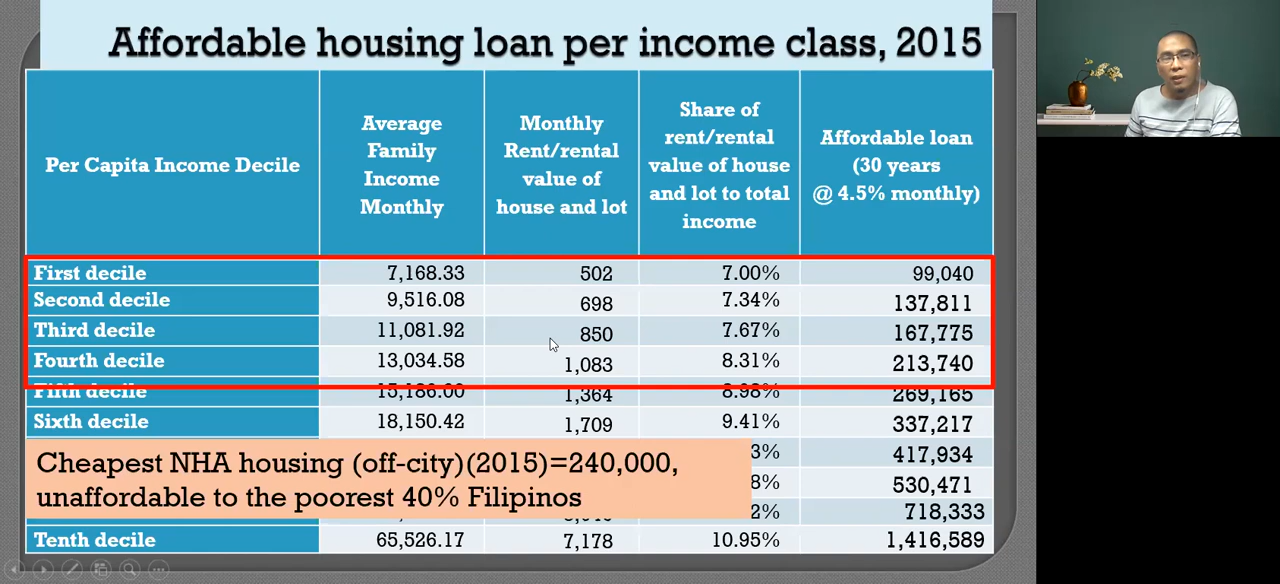 Affordable housing loan per income class, 2015
Per Capita Income Decile
Average
Family
Income
Monthly
Monthly
Rent/rental
value of
house and lot
Share of
rent/rental
value of house
and lot to total
income
Affordable loan
(30 years
@ 4.5% monthly)
First decile 7,168.33 502 7.00% 99,040
Second decile 9,516.08 698 7.34% 137,811
Third decile 11,081.92 850 7.67% 167,775
Fourth decile 13,034.58 1,083 8.31% 213,740
Fifth decile 15,186.00 1,364 8.98% 269,165
Sixth decile 18,150.42 1,709 9.41% 337,217
3% 417,934
8% 530,471
2% 718,333
Cheapest NHA housing (off-city)(2015)=240,000,
unaffordable to the poorest 40% Filipinos
Tenth decile 65,526.17 7,178 10.95% 1,416,589